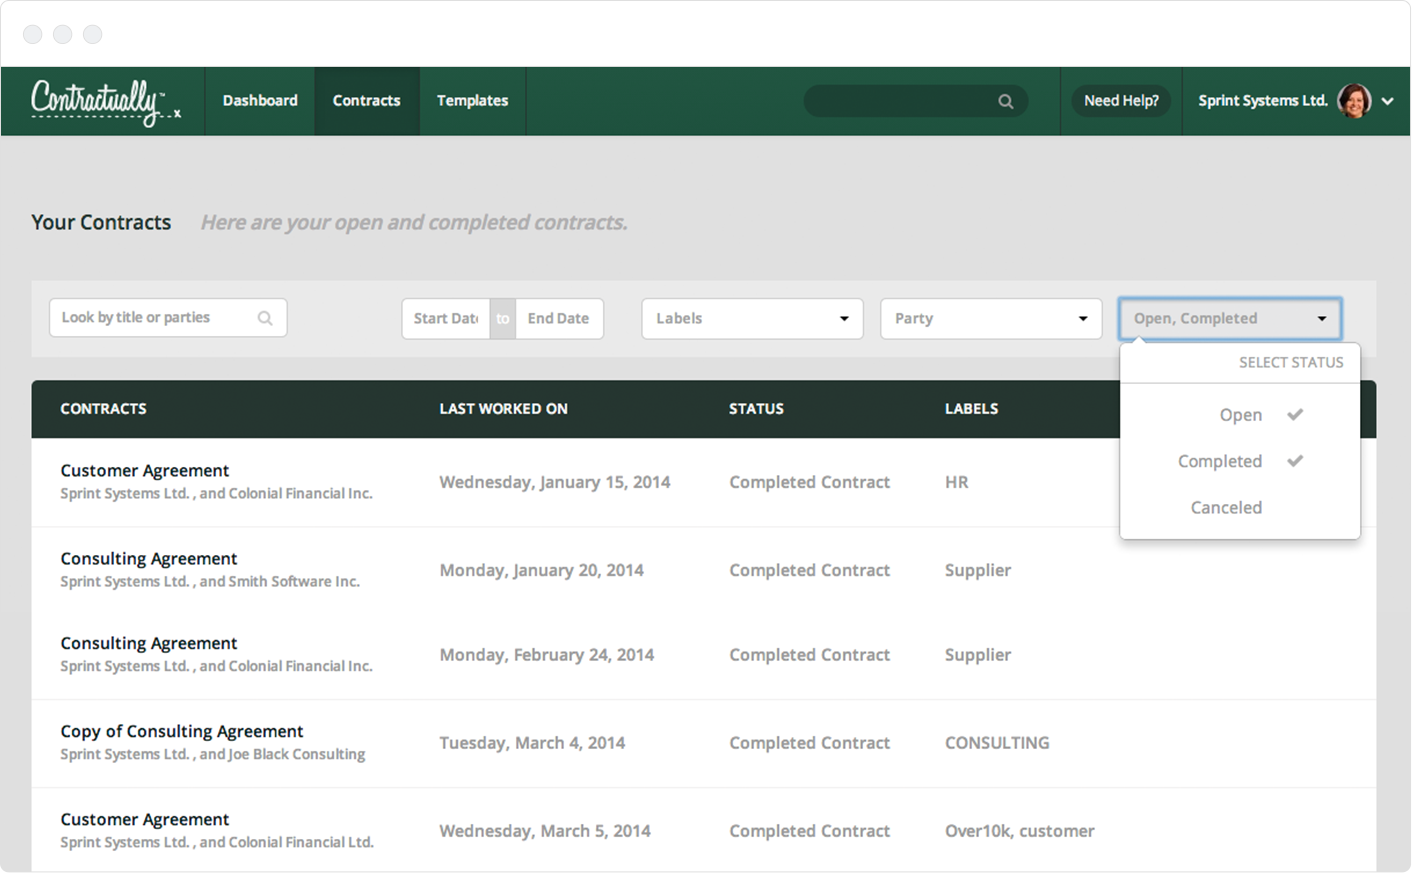 Contractually™ x
Dashboard
Contracts
Templates
Need Help?
Sprint Systems Ltd.
Your Contracts
Here are your open and completed contracts.
Look by title or parties
Start Date
to
End Date
Labels
Party
Open, Completed
SELECT STATUS
Open
Completed
Canceled
CONTRACTS
LAST WORKED ON
STATUS
LABELS
Customer Agreement
Sprint Systems Ltd. , and Colonial Financial Inc.
Wednesday, January 15, 2014
Completed Contract
HR
Consulting Agreement
Sprint Systems Ltd. , and Smith Software Inc.
Monday, January 20, 2014
Completed Contract
Supplier
Consulting Agreement
Sprint Systems Ltd. , and Colonial Financial Inc.
Monday, February 24, 2014
Completed Contract
Supplier
Copy of Consulting Agreement
Sprint Systems Ltd. , and Joe Black Consulting
Tuesday, March 4, 2014
Completed Contract
CONSULTING
Customer Agreement
Sprint Systems Ltd. , and Colonial Financial Ltd.
Wednesday, March 5, 2014
Completed Contract
Over10k, customer